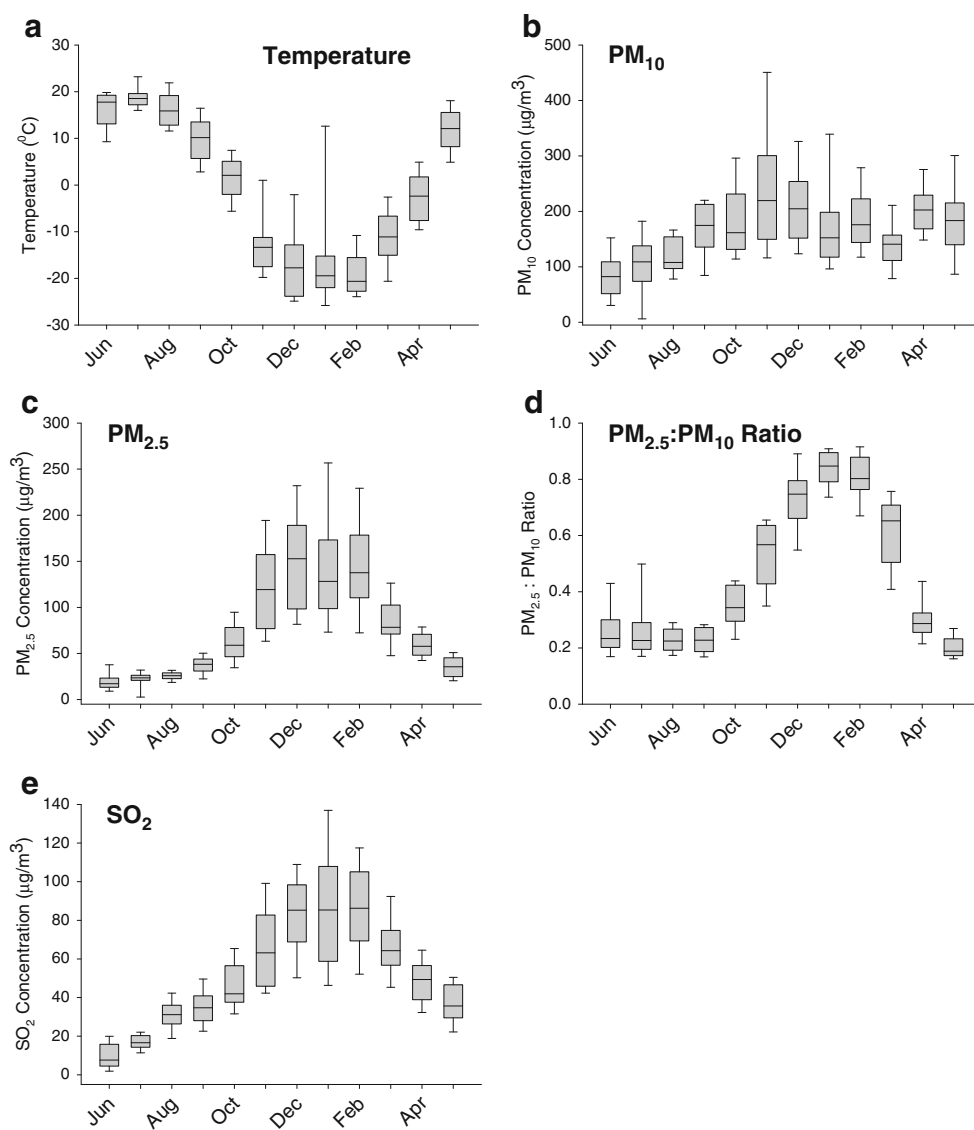 a
Temperature
30
20
10
0
-10
-20
-30
Temperature (⁰C)
Jun
Aug
Oct
Dec
Feb
Apr
b
PM₁₀
500
400
300
200
100
0
PM₁₀ Concentration (µg/m³)
Jun
Aug
Oct
Dec
Feb
Apr
c
PM₂.₅
300
250
200
150
100
50
0
PM₂.₅ Concentration (µg/m³)
Jun
Aug
Oct
Dec
Feb
Apr
d
PM₂.₅:PM₁₀ Ratio
1.0
0.8
0.6
0.4
0.2
0.0
PM₂.₅ : PM₁₀ Ratio
Jun
Aug
Oct
Dec
Feb
Apr
e
SO₂
140
120
100
80
60
40
20
0
SO₂ Concentration (µg/m³)
Jun
Aug
Oct
Dec
Feb
Apr